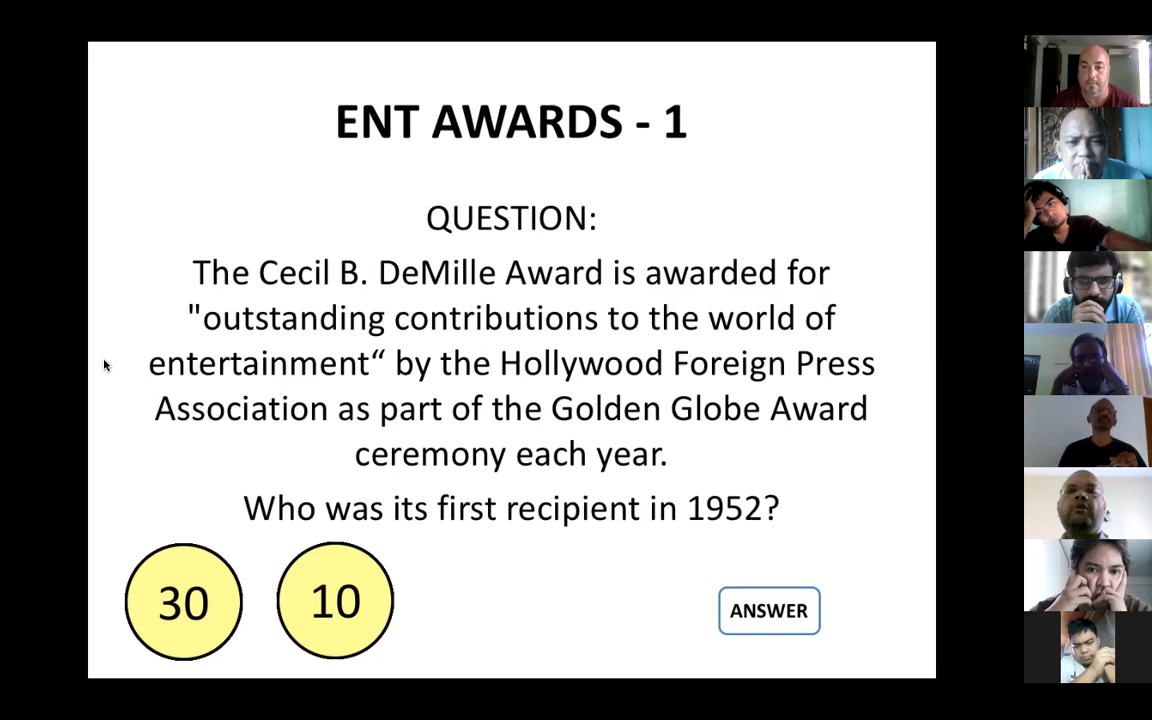 ENT AWARDS - 1
QUESTION:
The Cecil B. DeMille Award is awarded for
"outstanding contributions to the world of
entertainment“ by the Hollywood Foreign Press
Association as part of the Golden Globe Award
ceremony each year.
Who was its first recipient in 1952?
30
10
ANSWER